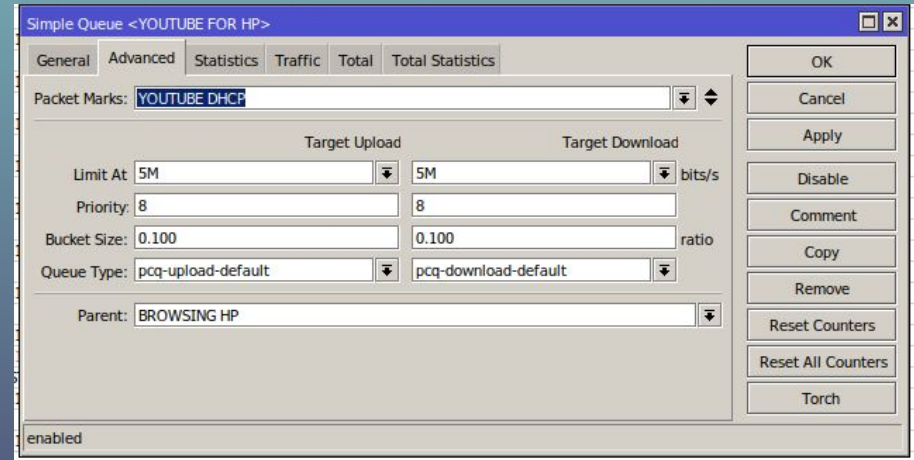 Simple Queue <YOUTUBE FOR HP>
General Advanced Statistics Traffic Total Total Statistics
Packet Marks: YOUTUBE DHCP
Target Upload Target Download
Limit At 5M 5M bits/s
Priority: 8 8
Bucket Size: 0.100 0.100 ratio
Queue Type: pcq-upload-default pcq-download-default
Parent: BROWSING HP
OK
Cancel
Apply
Disable
Comment
Copy
Remove
Reset Counters
Reset All Counters
Torch
enabled